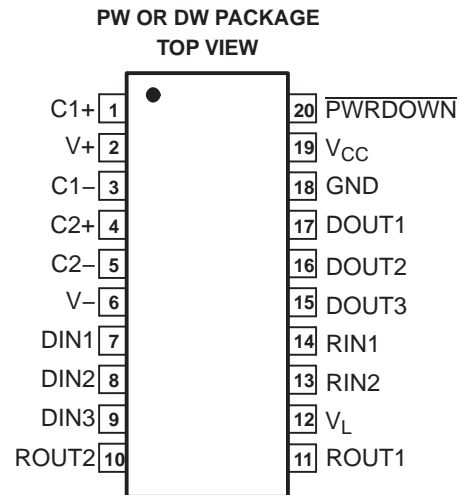 PW OR DW PACKAGE
TOP VIEW
C1+ 1 20 P̅W̅R̅D̅O̅W̅N̅
V+ 2 19 VCC
C1− 3 18 GND
C2+ 4 17 DOUT1
C2− 5 16 DOUT2
V− 6 15 DOUT3
DIN1 7 14 RIN1
DIN2 8 13 RIN2
DIN3 9 12 VL
ROUT2 10 11 ROUT1